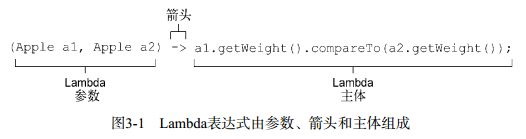 箭头
(Apple a1, Apple a2) -> a1.getWeight().compareTo(a2.getWeight());
Lambda
参数
Lambda
主体
图3-1 Lambda表达式由参数、箭头和主体组成